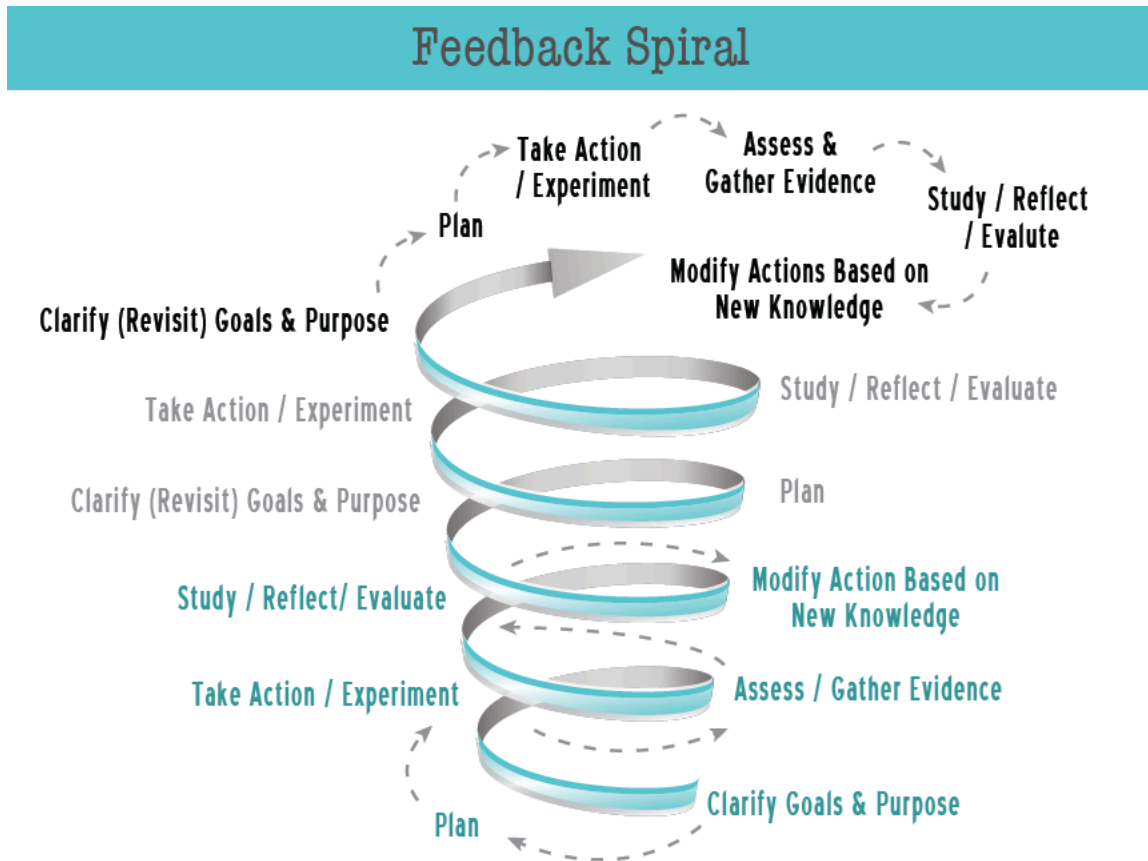 Feedback Spiral
Take Action
/ Experiment
Assess &
Gather Evidence
Study / Reflect
/ Evalute
Plan
Modify Actions Based on
New Knowledge
Clarify (Revisit) Goals & Purpose
Study / Reflect / Evaluate
Take Action / Experiment
Clarify (Revisit) Goals & Purpose
Plan
Study / Reflect/ Evaluate
Modify Action Based on
New Knowledge
Take Action / Experiment
Assess / Gather Evidence
Clarify Goals & Purpose
Plan